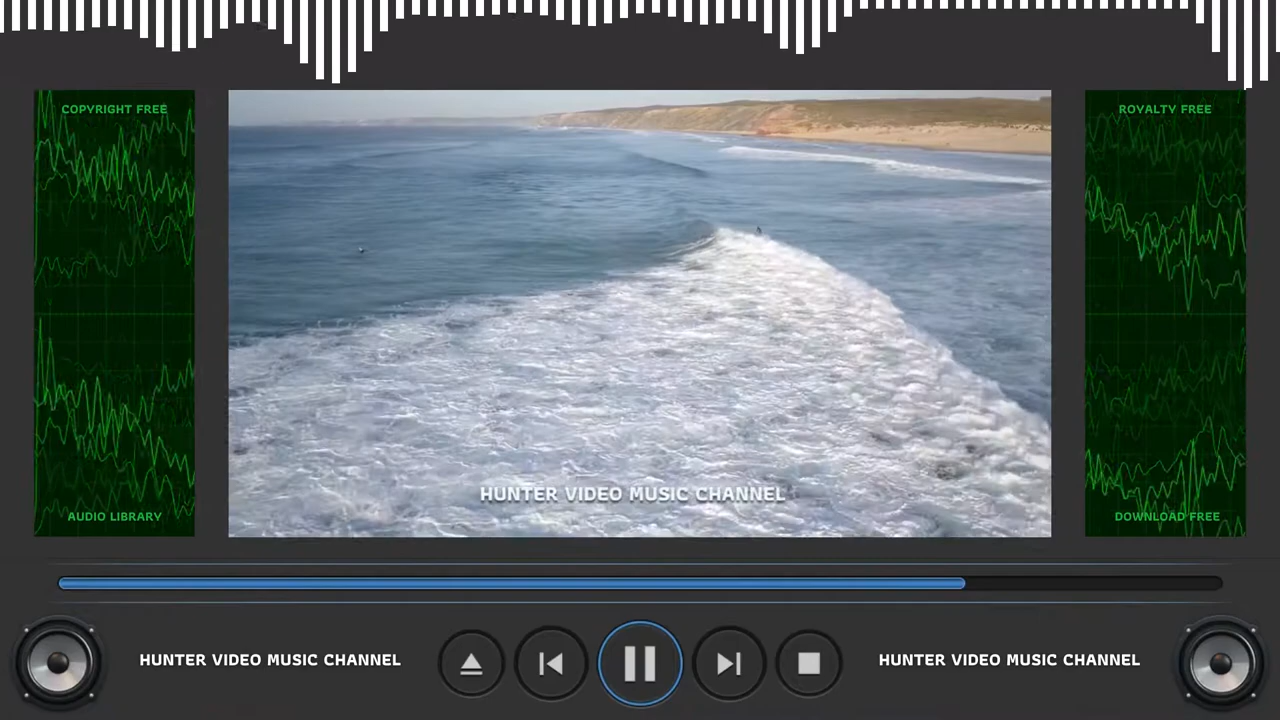 COPYRIGHT FREE
ROYALTY FREE
HUNTER VIDEO MUSIC CHANNEL
AUDIO LIBRARY
DOWNLOAD FREE
HUNTER VIDEO MUSIC CHANNEL
HUNTER VIDEO MUSIC CHANNEL